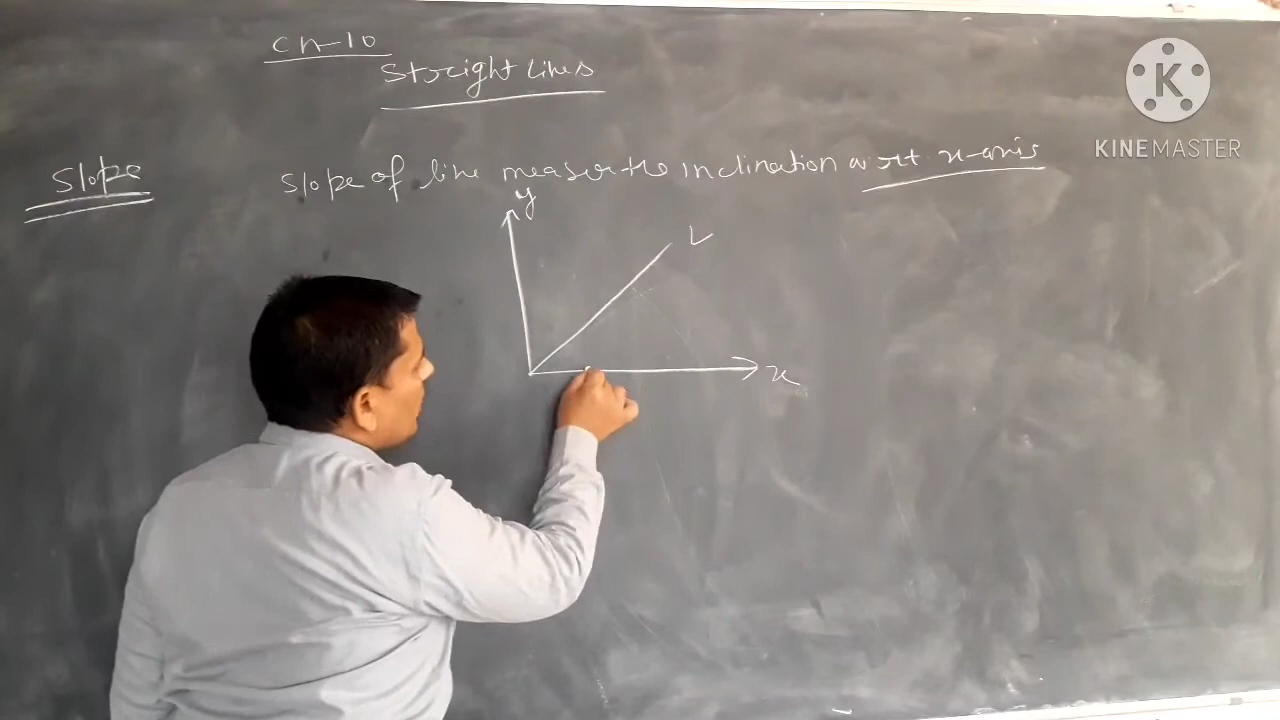 Ch-10
Straight Lines
Slope
Slope of line measure the inclination w.r.t x-axis
y
L
x
K
KINEMASTER